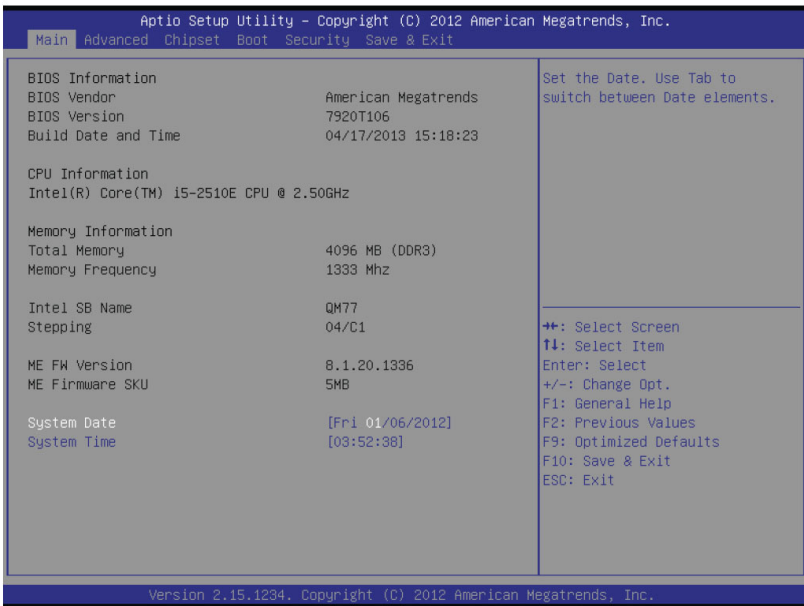 Aptio Setup Utility – Copyright (C) 2012 American Megatrends, Inc.
Main Advanced Chipset Boot Security Save & Exit
BIOS Information
BIOS Vendor American Megatrends
BIOS Version 7920T106
Build Date and Time 04/17/2013 15:18:23
CPU Information
Intel(R) Core(TM) i5-2510E CPU @ 2.50GHz
Memory Information
Total Memory 4096 MB (DDR3)
Memory Frequency 1333 Mhz
Intel SB Name QM77
Stepping 04/C1
ME FW Version 8.1.20.1336
ME Firmware SKU 5MB
System Date [Fri 01/06/2012]
System Time [03:52:38]
Set the Date. Use Tab to
switch between Date elements.
→←: Select Screen
↑↓: Select Item
Enter: Select
+/-: Change Opt.
F1: General Help
F2: Previous Values
F9: Optimized Defaults
F10: Save & Exit
ESC: Exit
Version 2.15.1234. Copyright (C) 2012 American Megatrends, Inc.